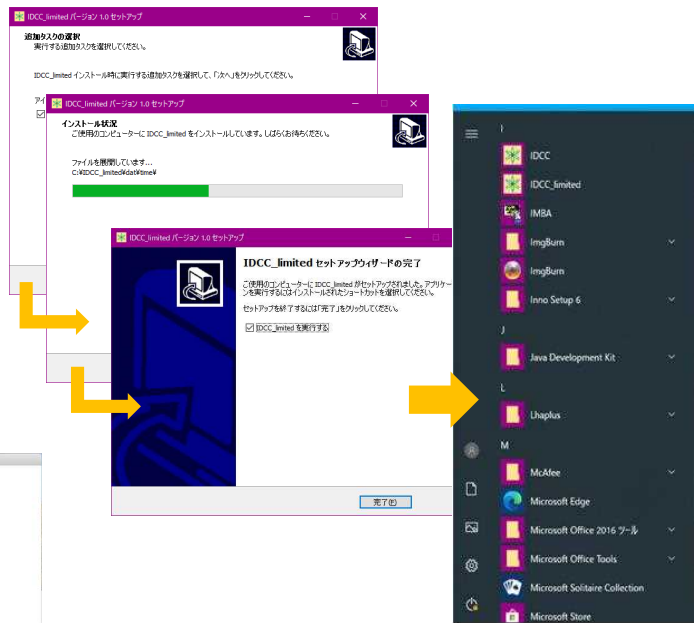 IDCC_limited バージョン 1.0 セットアップ
追加タスクの選択
実行する追加タスクを選択してください。
IDCC_limited インストール時に実行する追加タスクを選択して、「次へ」をクリックしてください。
アイ
IDCC_limited バージョン 1.0 セットアップ
インストール状況
ご使用のコンピューターに IDCC_limited をインストールしています。しばらくお待ちください。
ファイルを展開しています...
C:¥IDCC_limited¥dat¥time¥
IDCC_limited バージョン 1.0 セットアップ
IDCC_limited セットアップウィザードの完了
ご使用のコンピューターに IDCC_limited がセットアップされました。アプリケー
ンを実行するにはインストールされたショートカットを選択してください。
セットアップを終了するには「完了」をクリックしてください。
IDCC_limited を実行する
完了(F)
I
IDCC
IDCC_limited
IMBA
ImgBurn
ImgBurn
Inno Setup 6
J
Java Development Kit
L
Lhaplus
M
McAfee
Microsoft Edge
Microsoft Office 2016 ツール
Microsoft Office Tools
Microsoft Solitaire Collection
Microsoft Store